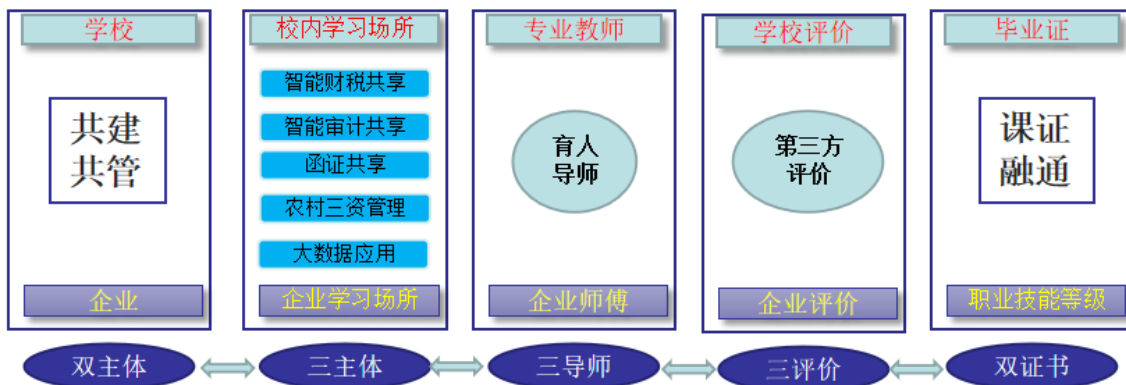 学校
共建
共管
企业
校内学习场所
智能财税共享
智能审计共享
函证共享
农村三资管理
大数据应用
企业学习场所
专业教师
育人
导师
企业师傅
学校评价
第三方
评价
企业评价
毕业证
课证
融通
职业技能等级
双主体
三主体
三导师
三评价
双证书